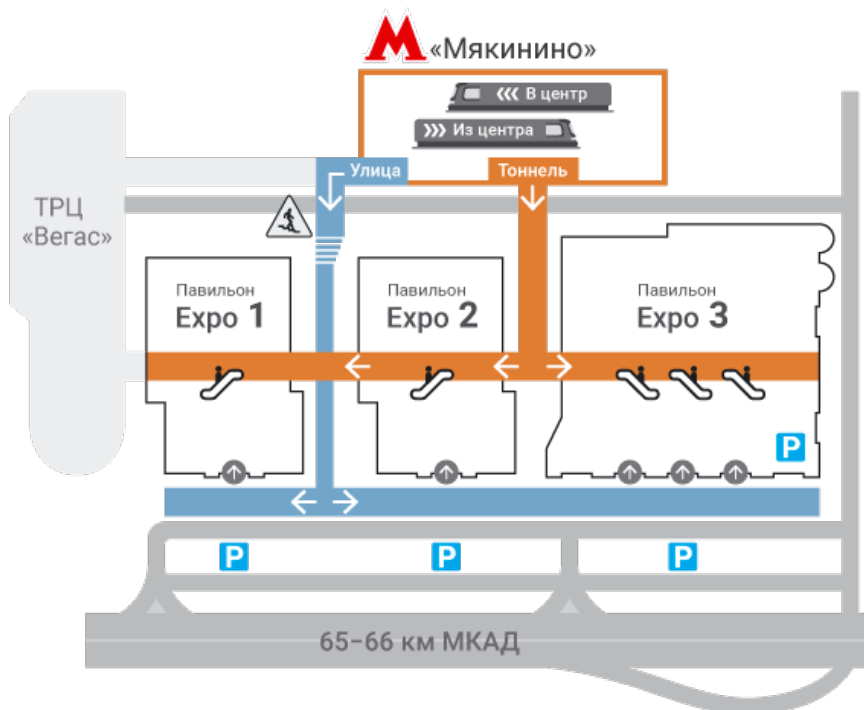 М «Мякинино»
В центр
Из центра
Улица
Тоннель
ТРЦ
«Вегас»
Павильон
Expo 1
Павильон
Expo 2
Павильон
Expo 3
P
P
P
P
65–66 км МКАД